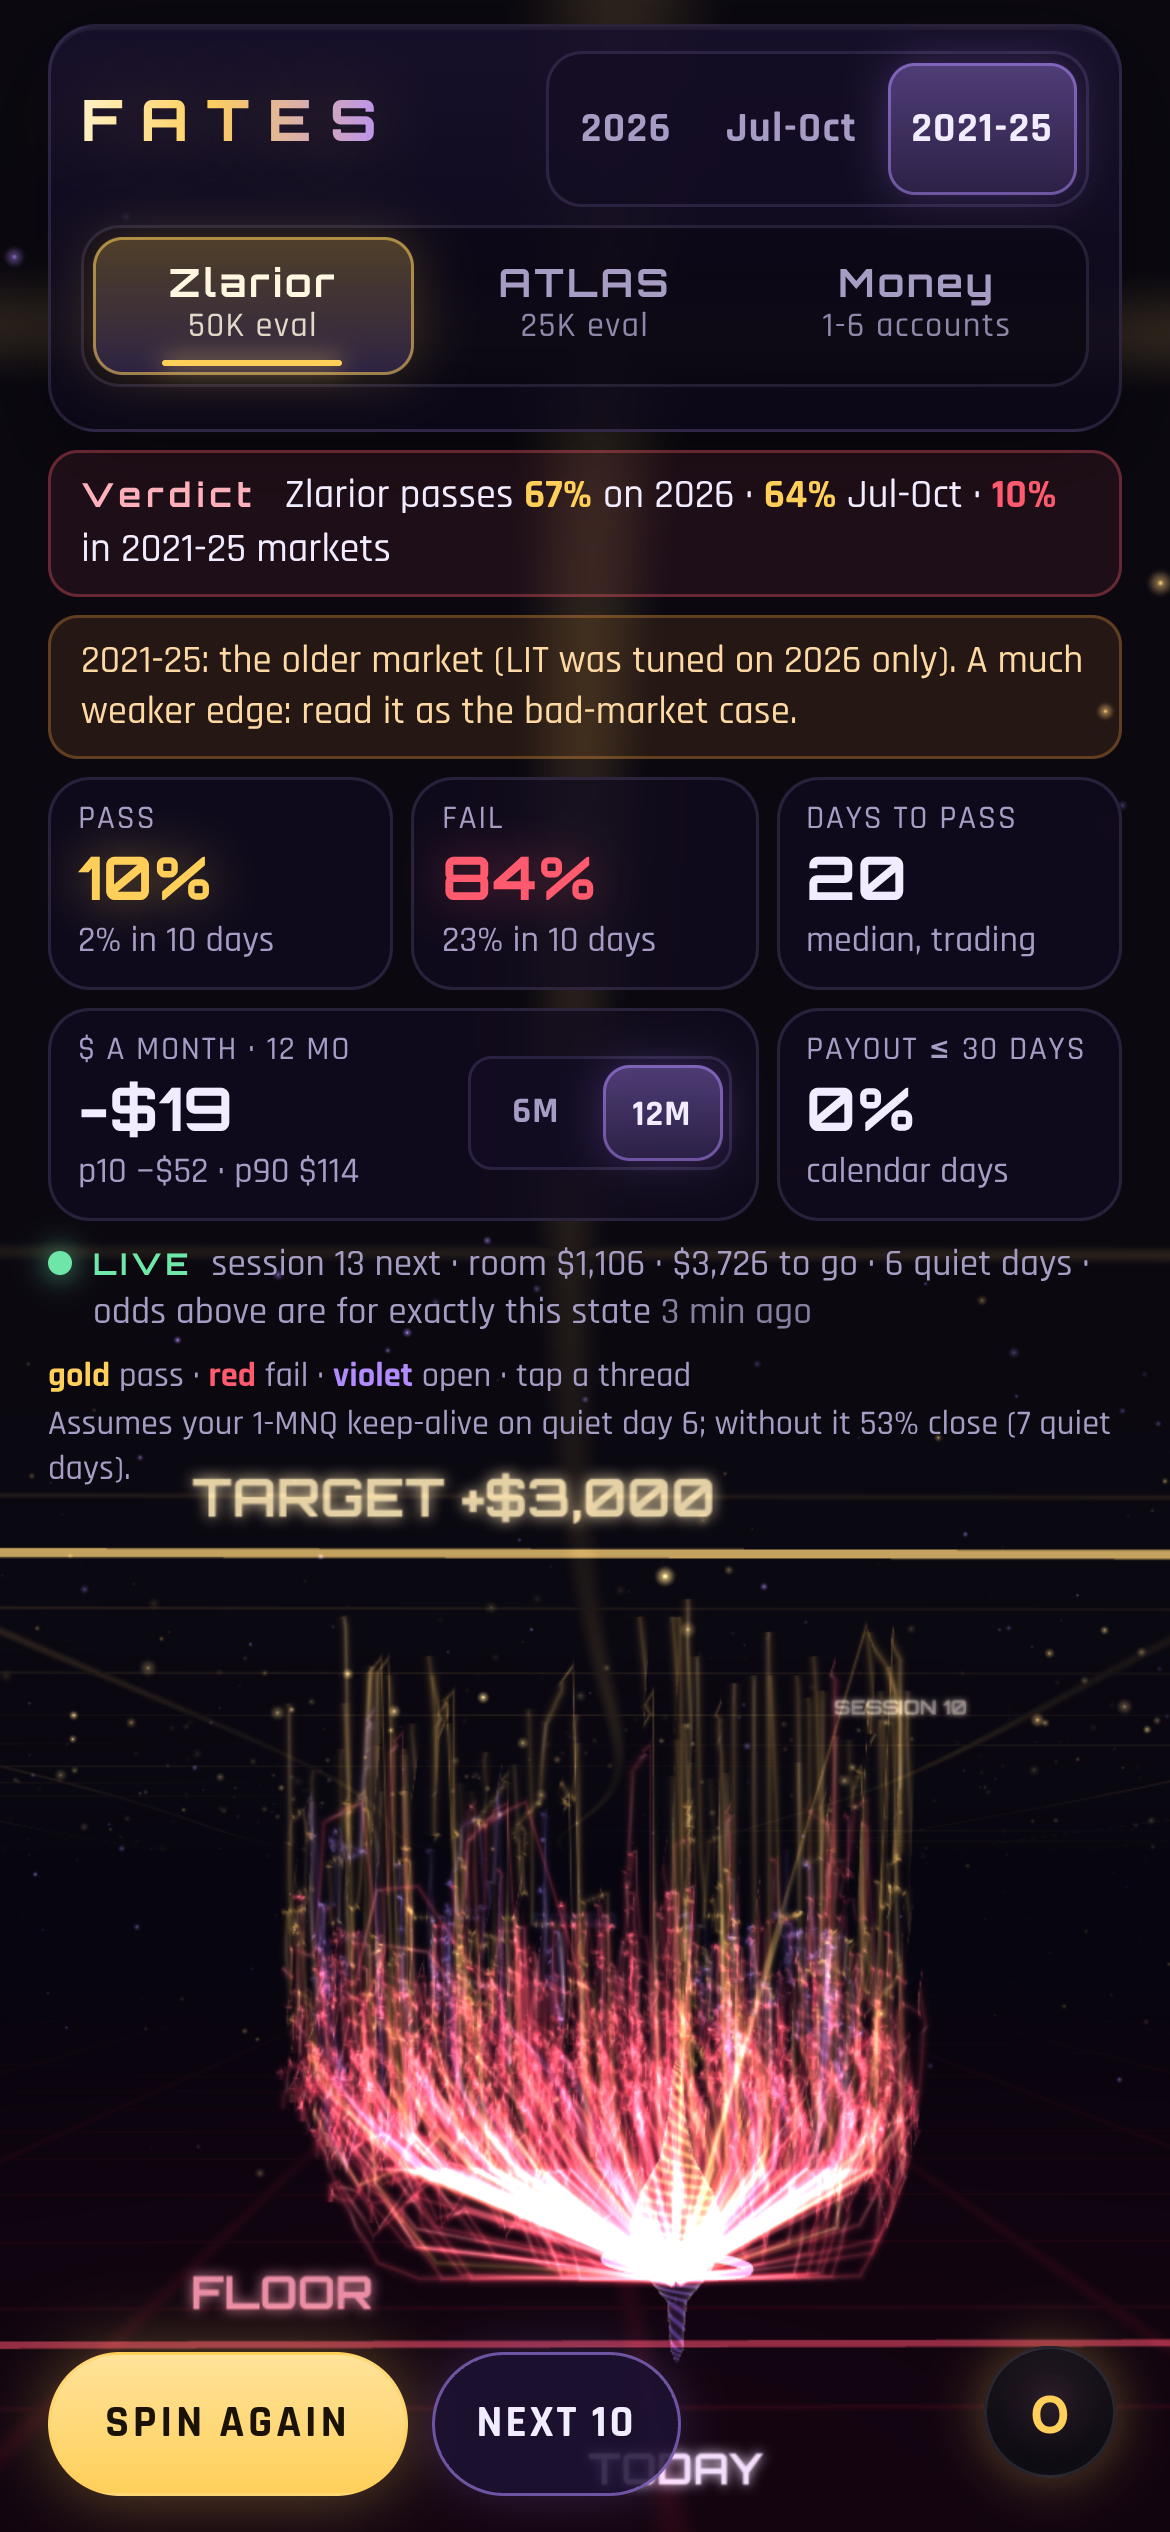 FATES
2026 Jul-Oct 2021-25
Zlarior ATLAS Money
50K eval 25K eval 1-6 accounts
Verdict Zlarior passes 67% on 2026 · 64% Jul-Oct · 10%
in 2021-25 markets
2021-25: the older market (LIT was tuned on 2026 only). A much
weaker edge: read it as the bad-market case.
PASS FAIL DAYS TO PASS
10% 84% 20
2% in 10 days 23% in 10 days median, trading
$ A MONTH · 12 MO PAYOUT ≤ 30 DAYS
-$19 6M 12M 0%
p10 −$52 · p90 $114 calendar days
LIVE session 13 next · room $1,106 · $3,726 to go · 6 quiet days ·
odds above are for exactly this state 3 min ago
gold pass · red fail · violet open · tap a thread
Assumes your 1-MNQ keep-alive on quiet day 6; without it 53% close (7 quiet
days).
TARGET +$3,000
SESSION 10
FLOOR
SPIN AGAIN NEXT 10 O
TODAY